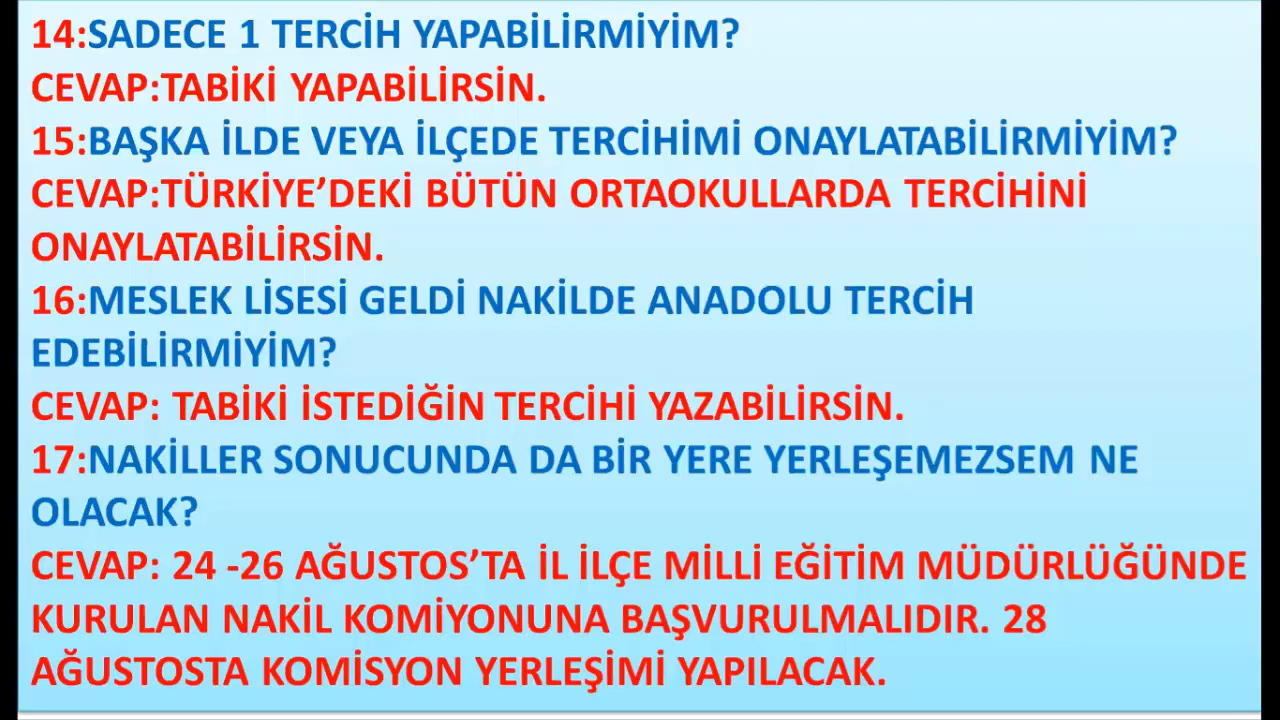 14:SADECE 1 TERCİH YAPABİLİRMİYİM?
CEVAP:TABİKİ YAPABİLİRSİN.
15:BAŞKA İLDE VEYA İLÇEDE TERCİHİMİ ONAYLATABİLİRMİYİM?
CEVAP:TÜRKİYE’DEKİ BÜTÜN ORTAOKULLARDA TERCİHİNİ
ONAYLATABİLİRSİN.
16:MESLEK LİSESİ GELDİ NAKİLDE ANADOLU TERCİH
EDEBİLİRMİYİM?
CEVAP: TABİKİ İSTEDİĞİN TERCİHİ YAZABİLİRSİN.
17:NAKİLLER SONUCUNDA DA BİR YERE YERLEŞEMEZSEM NE
OLACAK?
CEVAP: 24 -26 AĞUSTOS’TA İL İLÇE MİLLİ EĞİTİM MÜDÜRLÜĞÜNDE
KURULAN NAKİL KOMİYONUNA BAŞVURULMALIDIR. 28
AĞUSTOSTA KOMİSYON YERLEŞİMİ YAPILACAK.